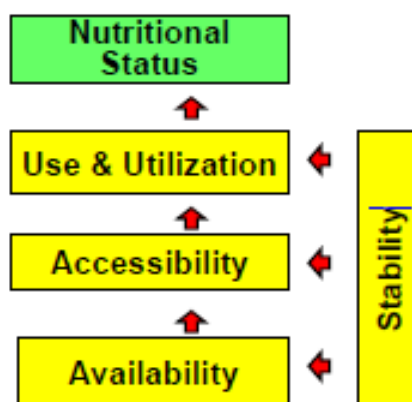 Nutritional
Status
Use & Utilization
Accessibility
Availability
Stability